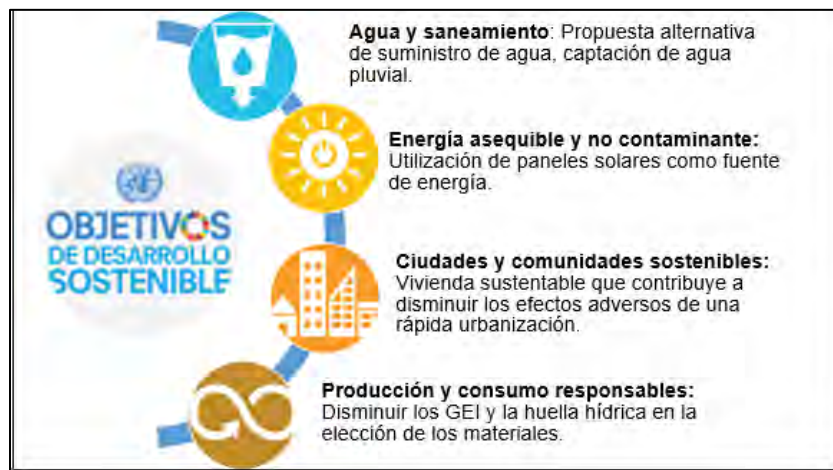 Agua y saneamiento: Propuesta alternativa
de suministro de agua, captación de agua
pluvial.
Energía asequible y no contaminante:
Utilización de paneles solares como fuente
de energía.
OBJETIVOS
DE DESARROLLO
SOSTENIBLE
Ciudades y comunidades sostenibles:
Vivienda sustentable que contribuye a
disminuir los efectos adversos de una
rápida urbanización.
Producción y consumo responsables:
Disminuir los GEI y la huella hídrica en la
elección de los materiales.